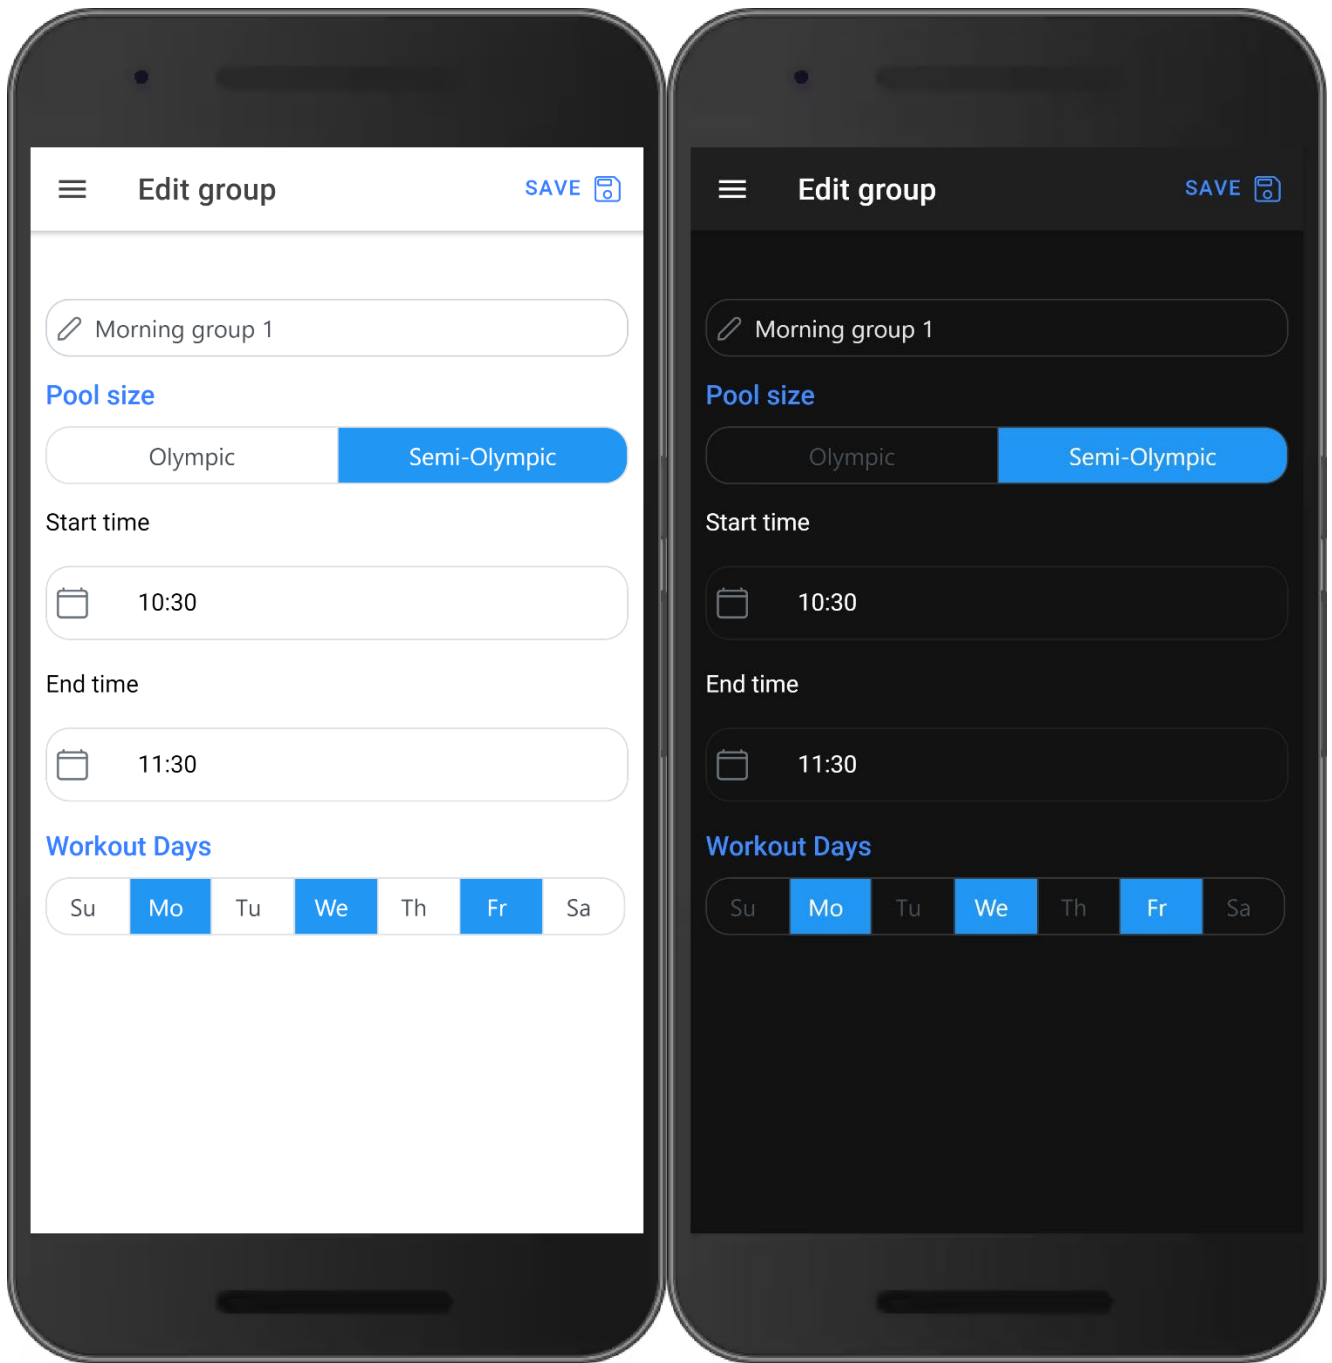 Edit group
SAVE
Morning group 1
Pool size
Olympic Semi-Olympic
Start time
10:30
End time
11:30
Workout Days
Su Mo Tu We Th Fr Sa
Edit group
SAVE
Morning group 1
Pool size
Olympic Semi-Olympic
Start time
10:30
End time
11:30
Workout Days
Su Mo Tu We Th Fr Sa